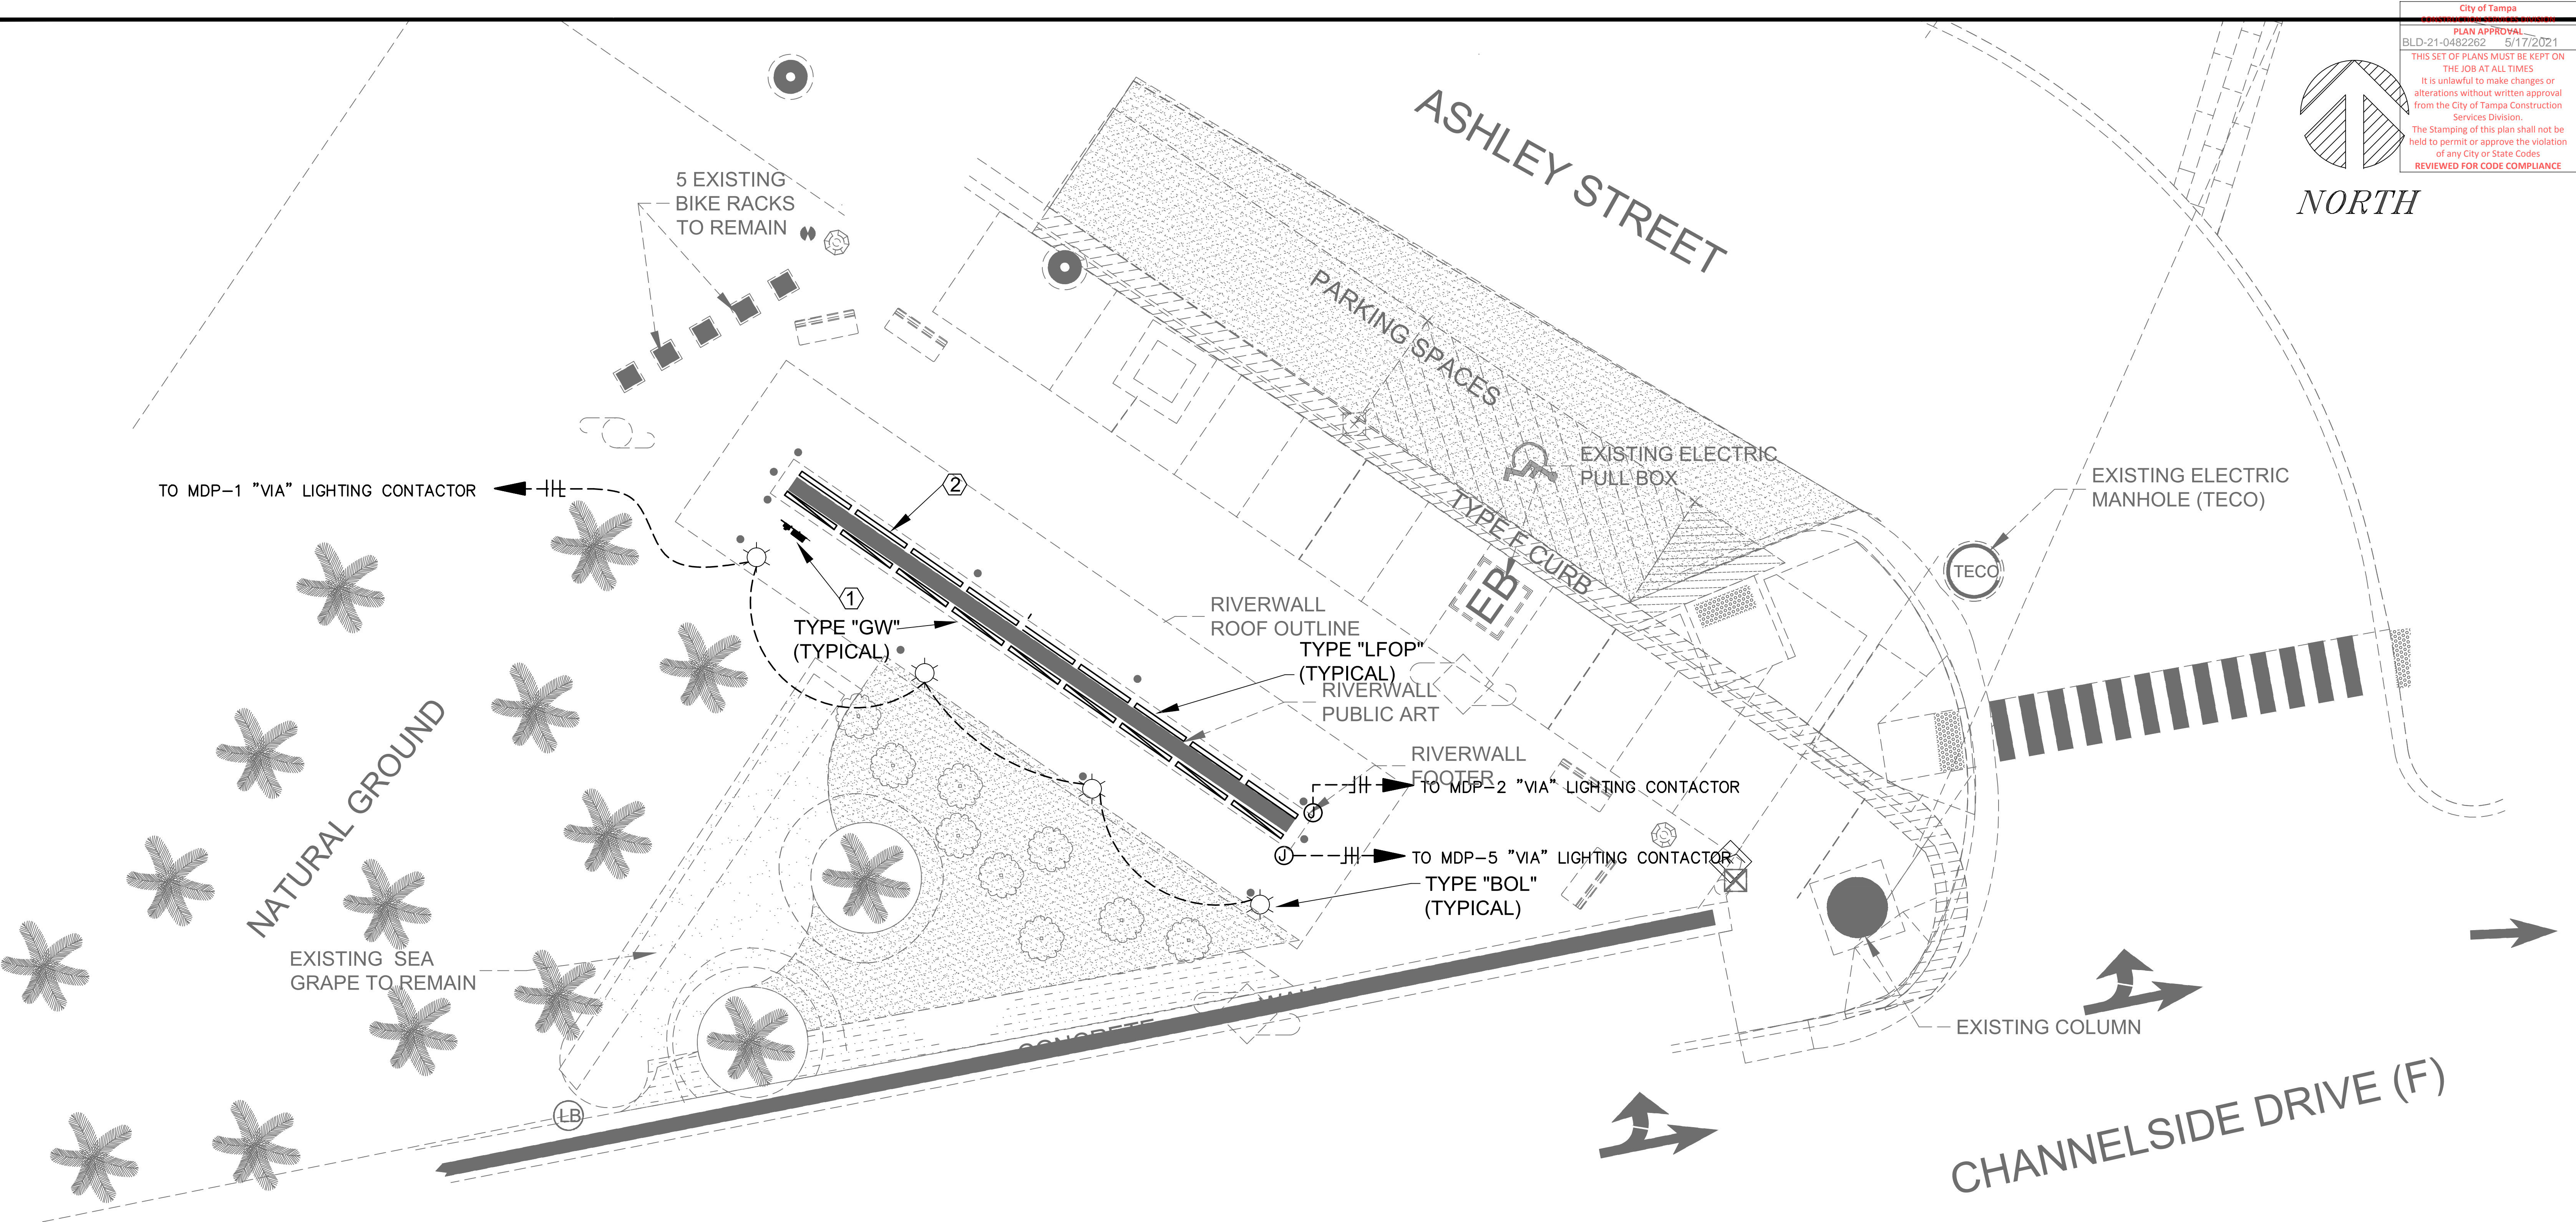 City of Tampa
CONSTRUCTION SERVICES DIVISION
PLAN APPROVAL
BLD-21-0482262 5/17/2021
THIS SET OF PLANS MUST BE KEPT ON
THE JOB AT ALL TIMES
It is unlawful to make changes or
alterations without written approval
from the City of Tampa Construction
Services Division.
The Stamping of this plan shall not be
held to permit or approve the violation
of any City or State Codes
REVIEWED FOR CODE COMPLIANCE
NORTH
ASHLEY STREET
5 EXISTING
BIKE RACKS
TO REMAIN
PARKING SPACES
EXISTING ELECTRIC
PULL BOX
EXISTING ELECTRIC
MANHOLE (TECO)
TECO
TYPE F CURB
EB
TO MDP-1 "VIA" LIGHTING CONTACTOR
2
1
TYPE "GW"
(TYPICAL)
RIVERWALL
ROOF OUTLINE
TYPE "LFOP"
(TYPICAL)
RIVERWALL
PUBLIC ART
RIVERWALL
FOOTER
J
TO MDP-2 "VIA" LIGHTING CONTACTOR
J
TO MDP-5 "VIA" LIGHTING CONTACTOR
TYPE "BOL"
(TYPICAL)
NATURAL GROUND
EXISTING SEA
GRAPE TO REMAIN
CONCRETE WALL
LB
EXISTING COLUMN
CHANNELSIDE DRIVE (F)